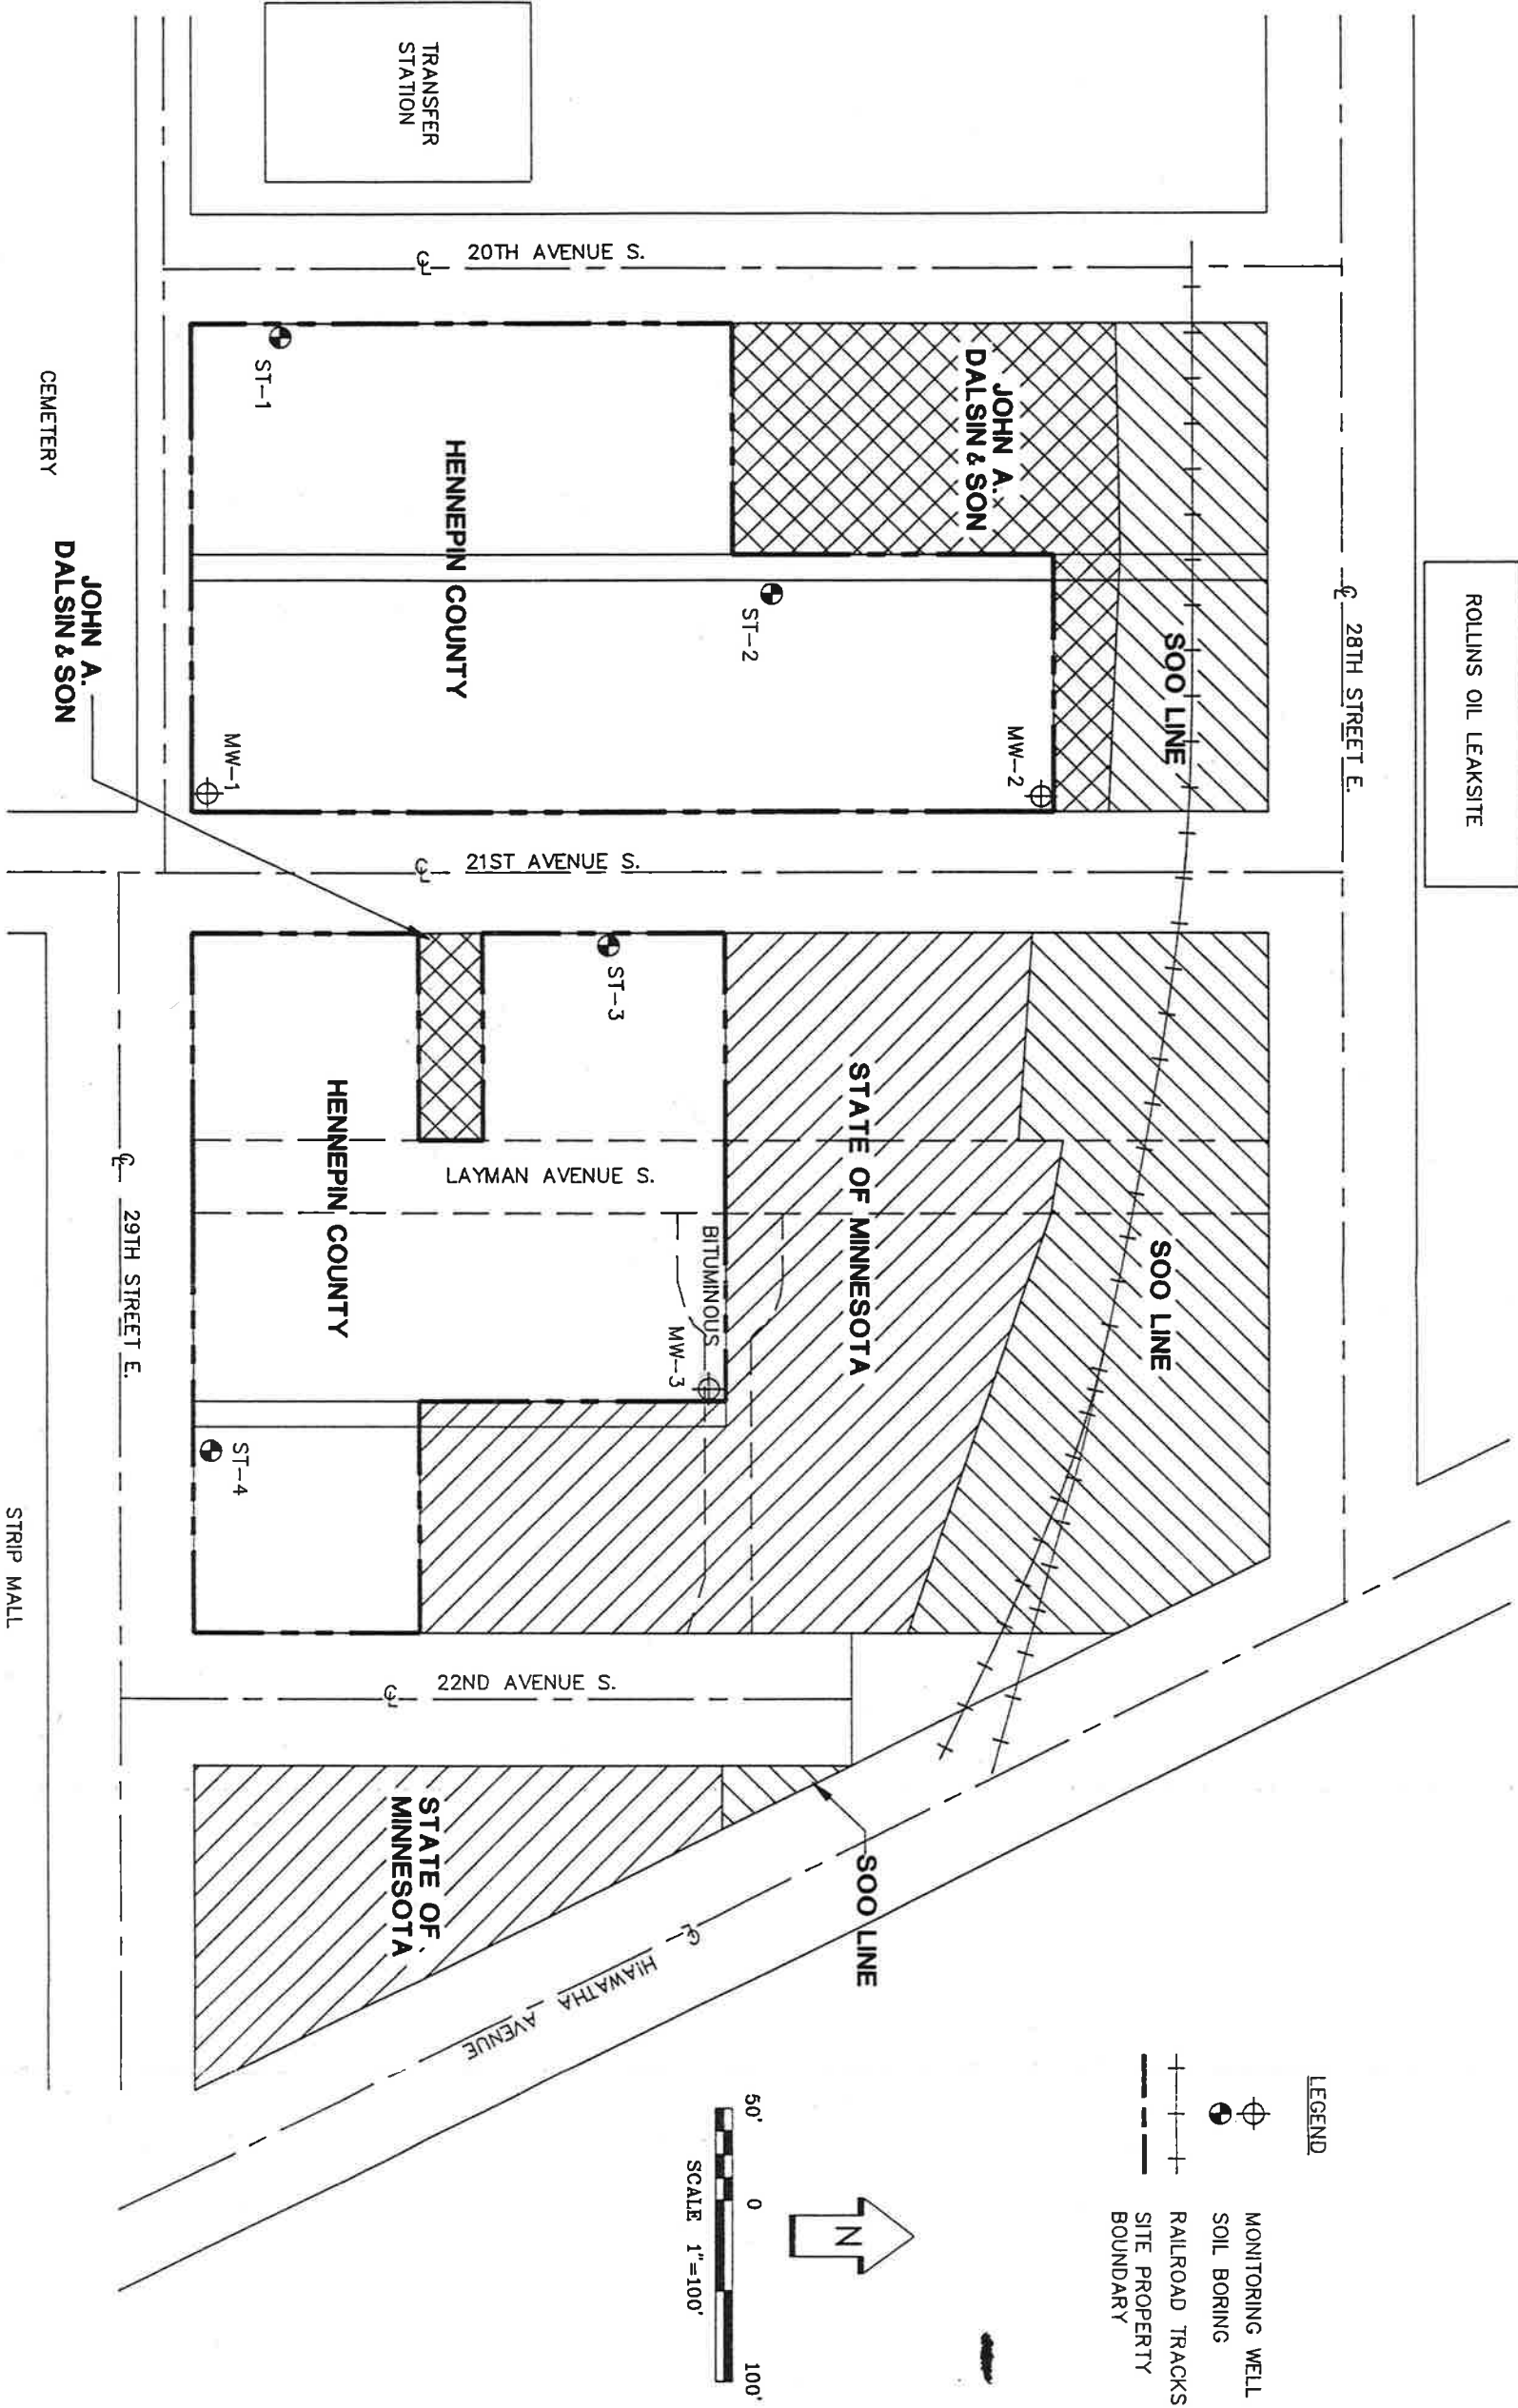 ROLLINS OIL LEAKSITE
℄ 28TH STREET E.
TRANSFER
STATION
℄ 20TH AVENUE S.
JOHN A.
DALSIN & SON
SOO LINE
HENNEPIN COUNTY
ST-1
ST-2
MW-1
MW-2
CEMETERY
JOHN A.
DALSIN & SON
℄ 21ST AVENUE S.
ST-3
STATE OF MINNESOTA
SOO LINE
HENNEPIN COUNTY
LAYMAN AVENUE S.
BITUMINOUS
MW-3
ST-4
℄ 29TH STREET E.
STRIP MALL
℄ 22ND AVENUE S.
STATE OF
MINNESOTA
SOO LINE
℄ HIAWATHA AVENUE
LEGEND
MONITORING WELL
SOIL BORING
RAILROAD TRACKS
SITE PROPERTY
BOUNDARY
N
50' 0 100'
SCALE 1"=100'